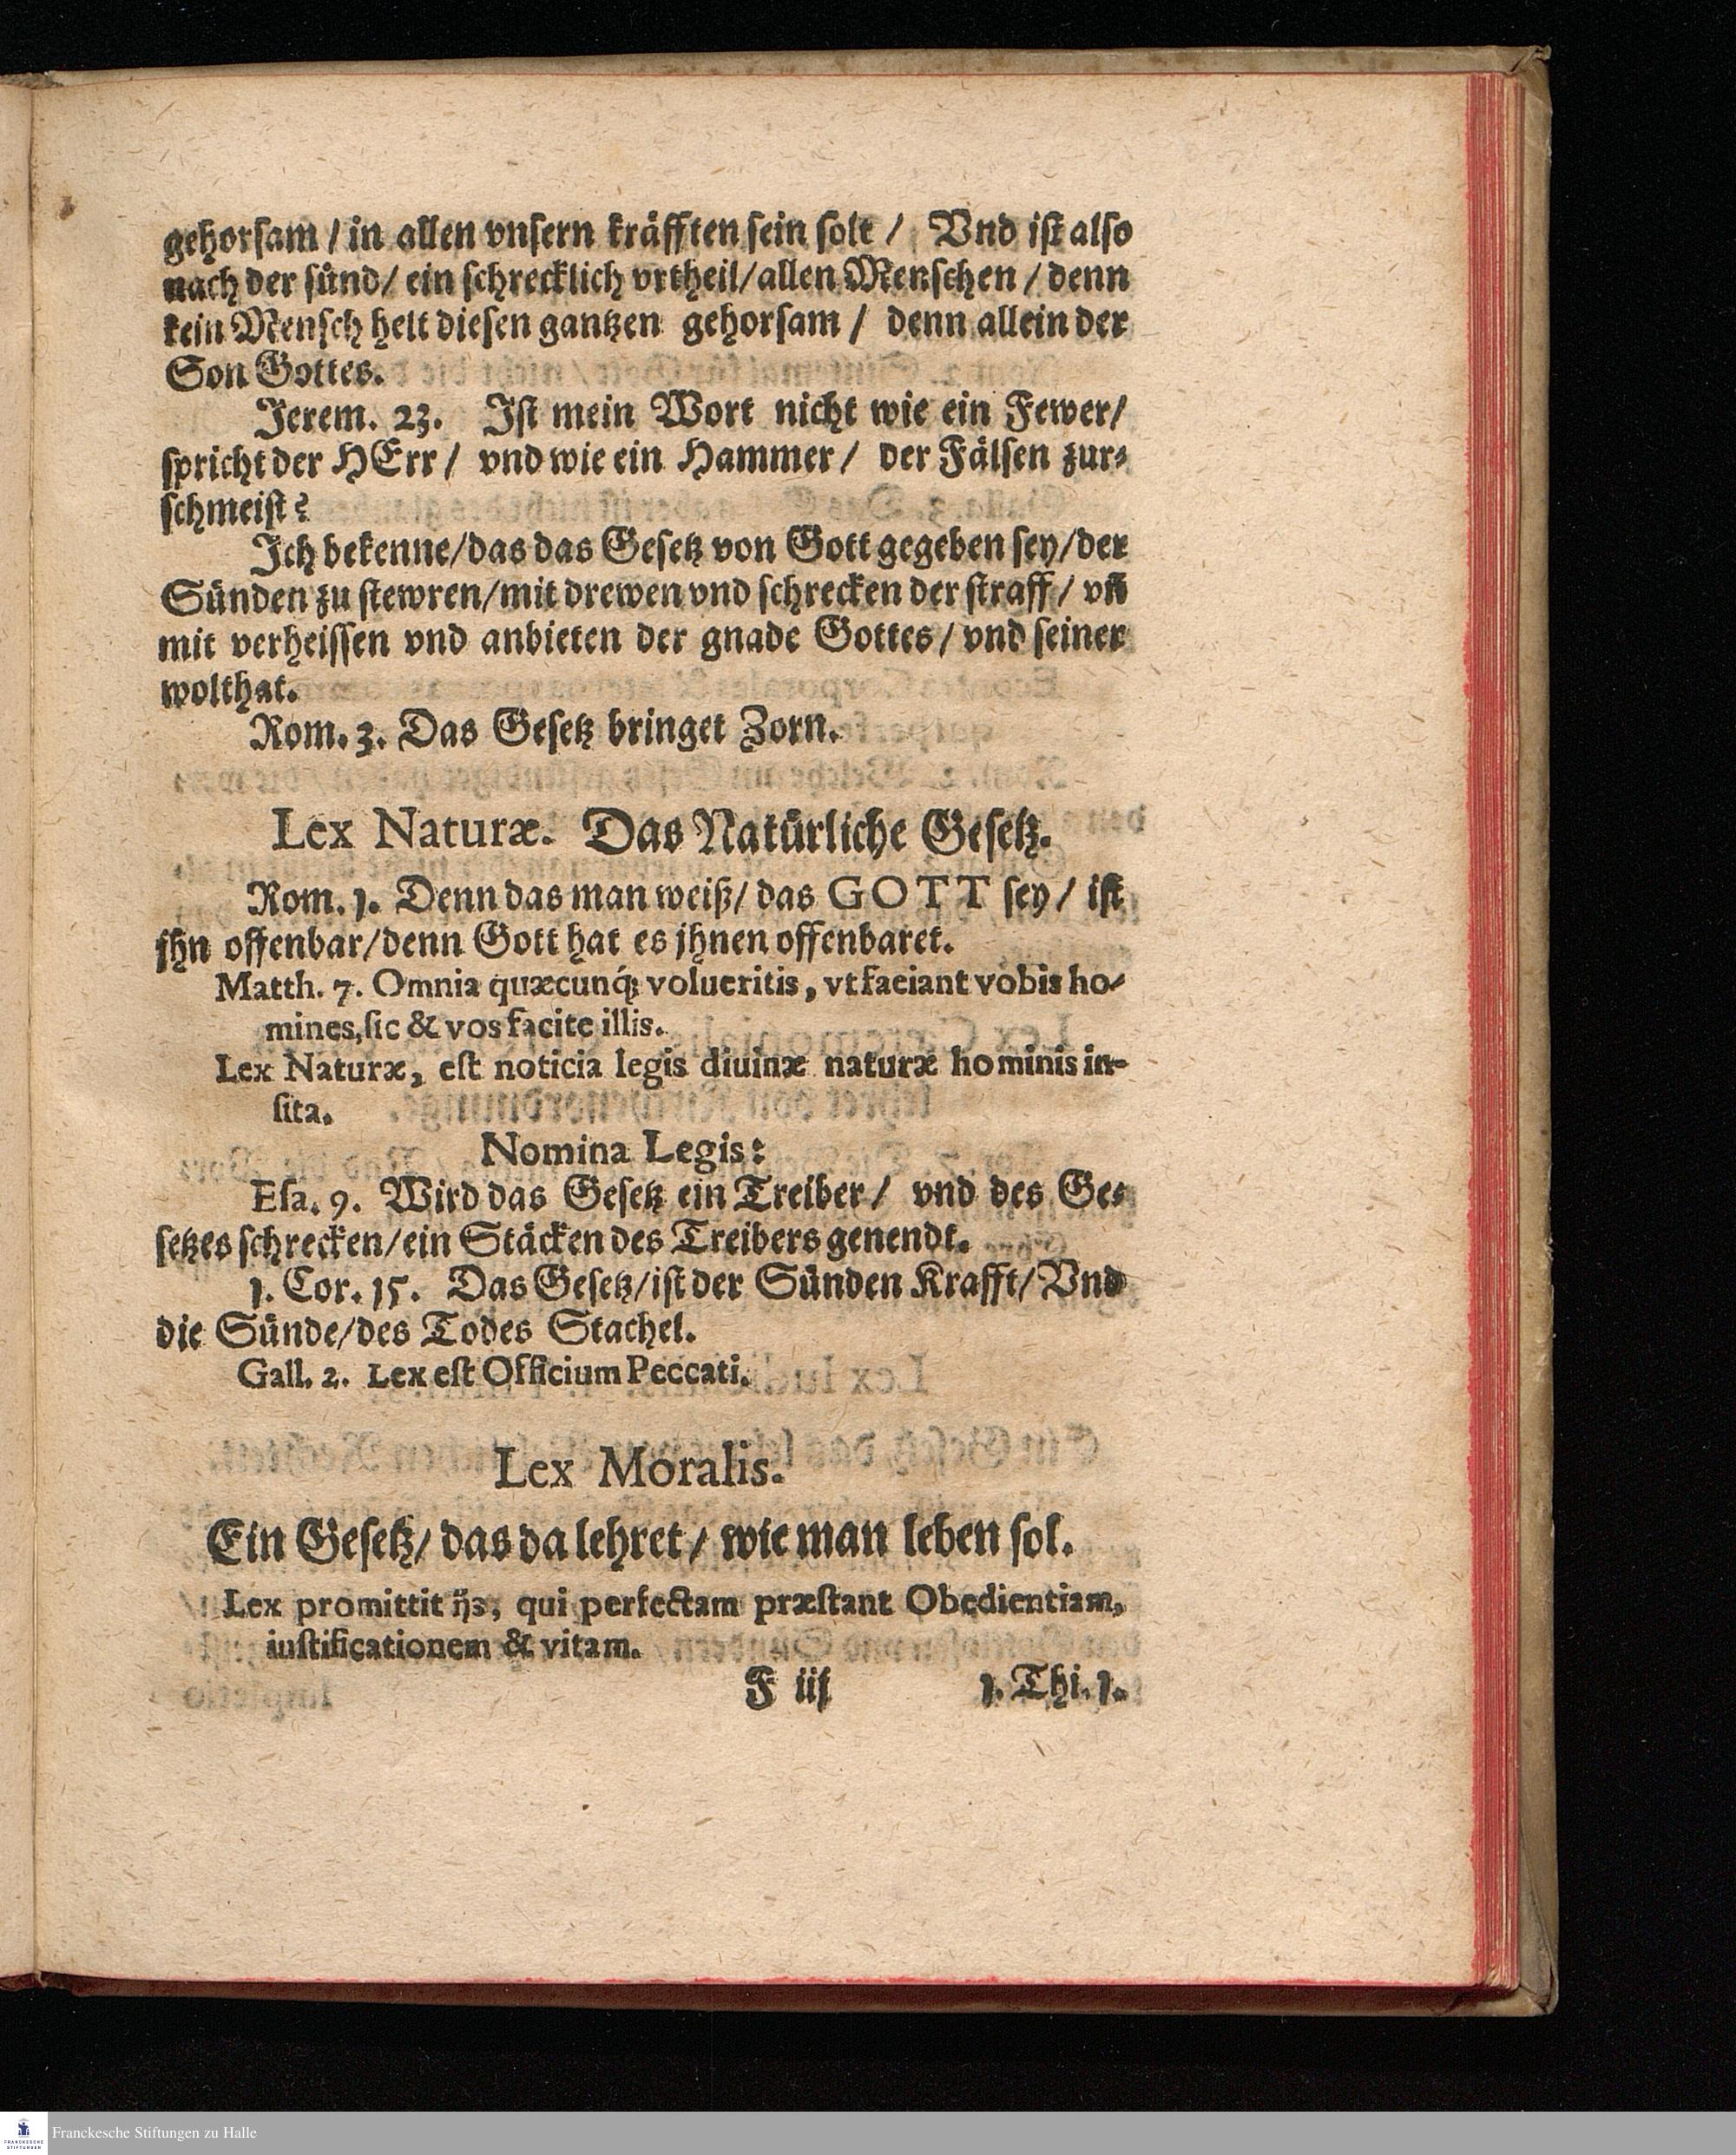 gehorsam / in allen vnsern kräfften sein solt / Vnd ist also
nach der sünd / ein schrecklich vrtheil / allen Menschen / denn
kein Mensch helt diesen gantzen gehorsam / denn allein der
Son Gottes.
Jerem. 23. Ist mein Wort nicht wie ein Fewer /
spricht der HErr / vnd wie ein Hammer / der Fälsen zur-
schmeist?
Ich bekenne / das das Gesetz von Gott gegeben sey / der
Sünden zu stewren / mit drewen vnd schrecken der straff / vñ
mit verheissen vnd anbieten der gnade Gottes / vnd seiner
wolthat.
Rom. 3. Das Gesetz bringet Zorn.
Lex Naturæ. Das Natürliche Gesetz.
Rom. 1. Denn das man weiß / das GOTT sey / ist
jhn offenbar / denn Gott hat es jhnen offenbaret.
Matth. 7. Omnia quæcunq́; volueritis, vt faeiant vobis ho-
mines, sic & vos facite illis.
Lex Naturæ, est noticia legis diuinæ naturæ hominis in-
sita.
Nomina Legis:
Esa. 9. Wird das Gesetz ein Treiber / vnd des Ge-
setzes schrecken / ein Stäcken des Treibers genendt.
1. Cor. 15. Das Gesetz / ist der Sünden Krafft / Vnd
die Sünde / des Todes Stachel.
Gall. 2. Lex est Officium Peccati.
Lex Moralis.
Ein Gesetz / das da lehret / wie man leben sol.
Lex promittit ijs, qui perfectam præstant Obedientiam,
iustificationem & vitam.
F iij 1. Thi. 1.
Franckesche Stiftungen zu Halle
FRANCKESCHE
STIFTUNGEN